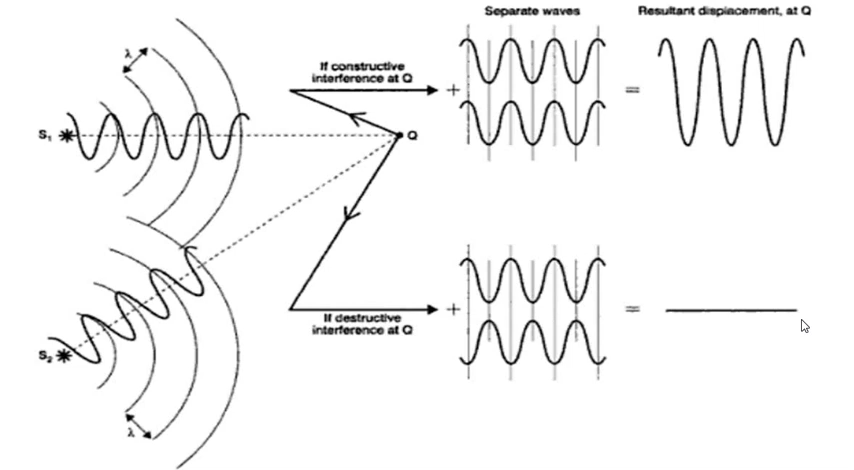 Separate waves
Resultant displacement, at Q
λ
If constructive
interference at Q
+
=
S₁
Q
S₂
If destructive
interference at Q
+
=
λ